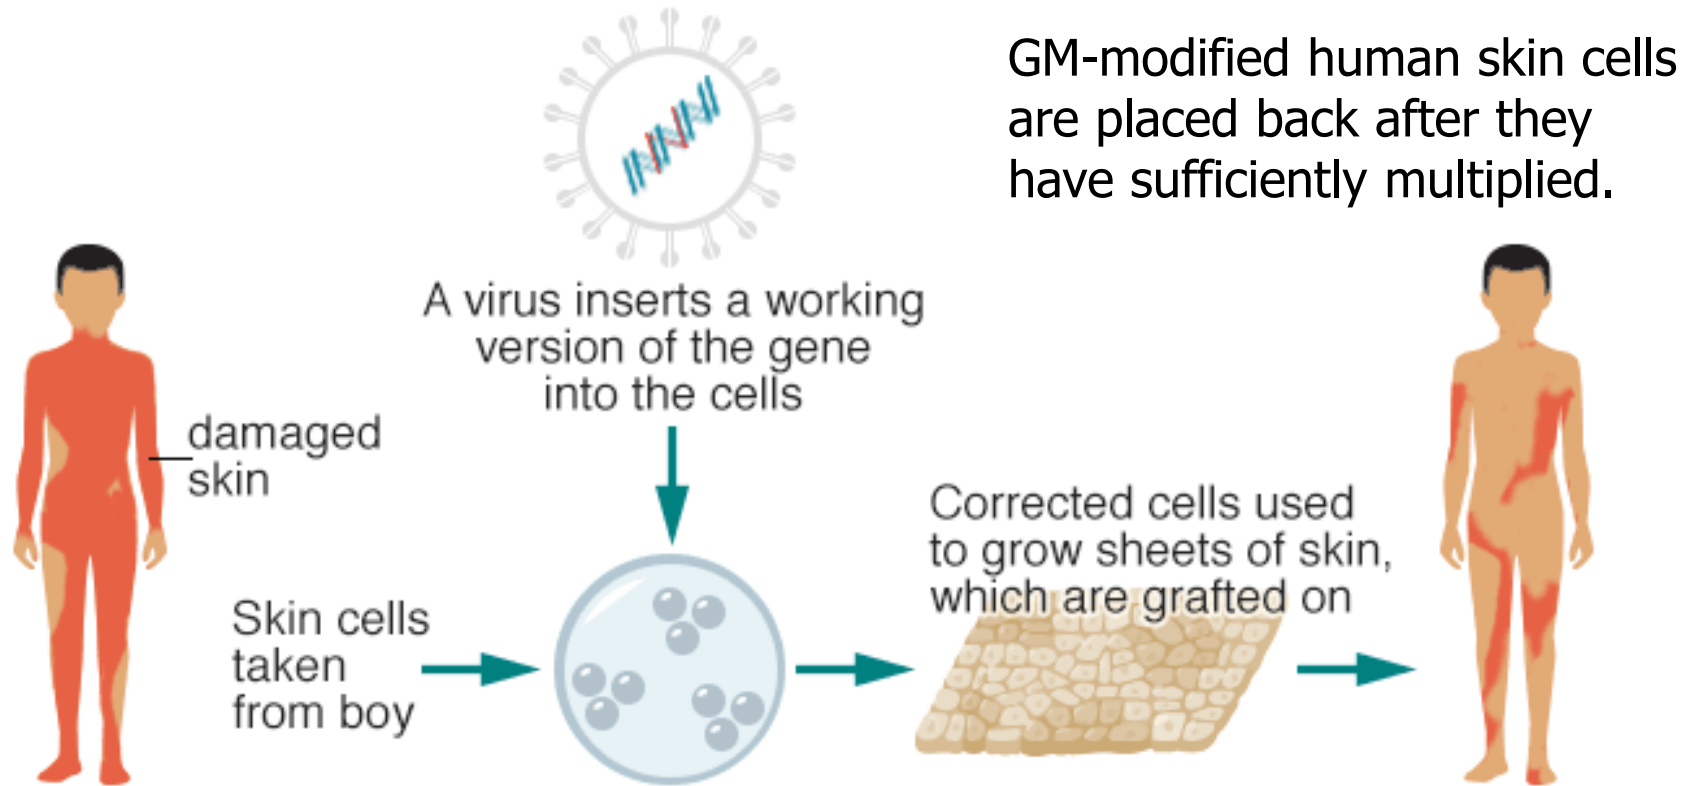 GM-modified human skin cells
are placed back after they
have sufficiently multiplied.
A virus inserts a working
version of the gene
into the cells
damaged
skin
Skin cells
taken
from boy
Corrected cells used
to grow sheets of skin,
which are grafted on